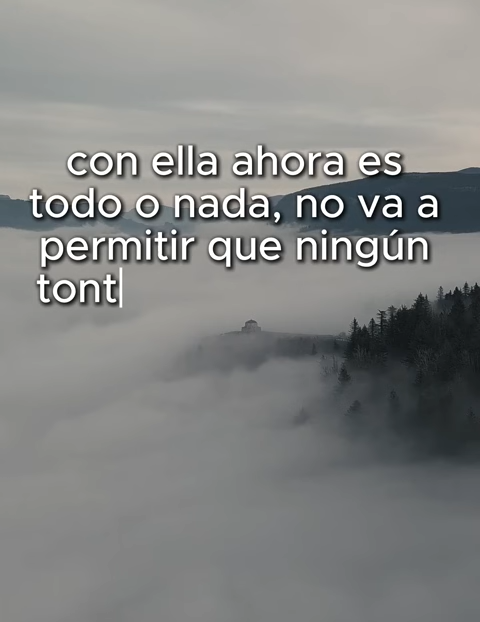 con ella ahora es
todo o nada, no va a
permitir que ningún
tont